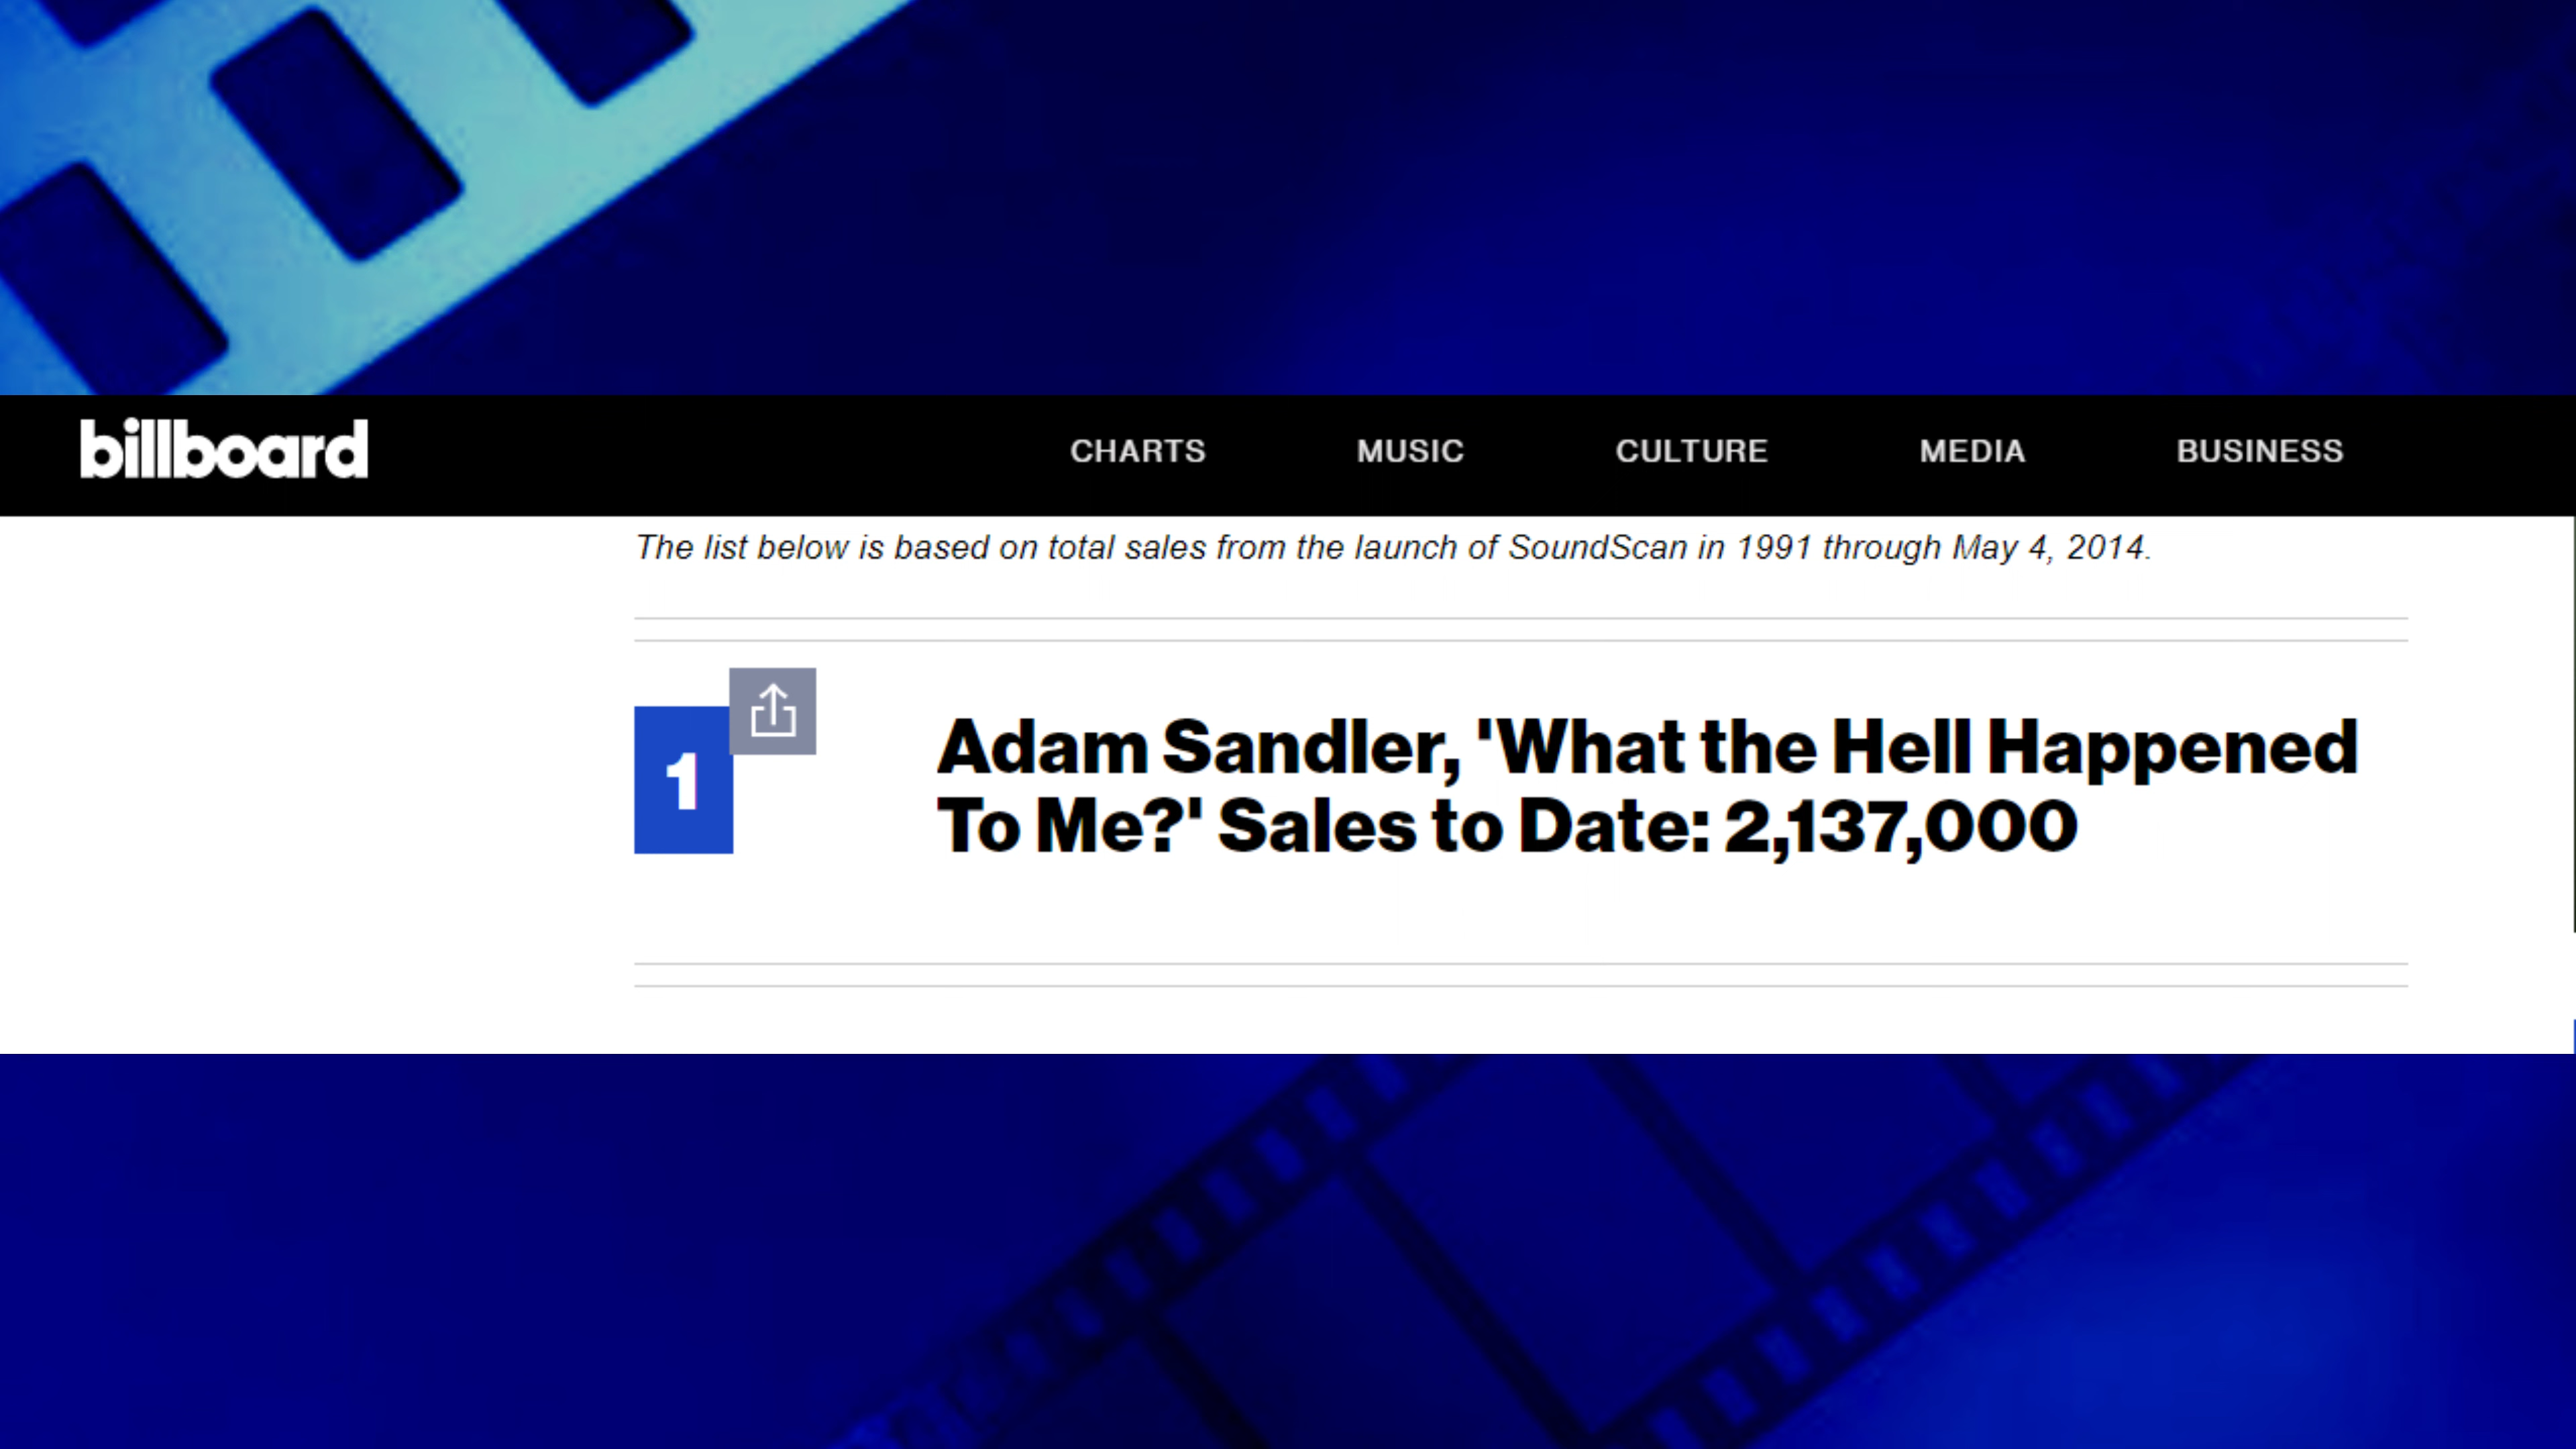 billboard
CHARTS MUSIC CULTURE MEDIA BUSINESS
The list below is based on total sales from the launch of SoundScan in 1991 through May 4, 2014.
1
Adam Sandler, 'What the Hell Happened
To Me?' Sales to Date: 2,137,000